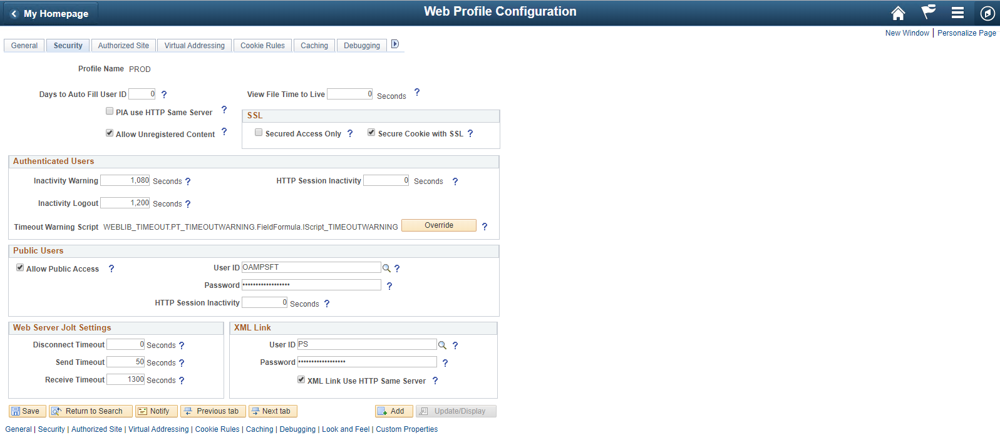 My Homepage
Web Profile Configuration
New Window | Personalize Page
General Security Authorized Site Virtual Addressing Cookie Rules Caching Debugging
Profile Name PROD
Days to Auto Fill User ID 0 ? View File Time to Live 0 Seconds ?
PIA use HTTP Same Server ?
SSL
Allow Unregistered Content ? Secured Access Only ? Secure Cookie with SSL ?
Authenticated Users
Inactivity Warning 1,080 Seconds ? HTTP Session Inactivity 0 Seconds ?
Inactivity Logout 1,200 Seconds ?
Timeout Warning Script WEBLIB_TIMEOUT.PT_TIMEOUTWARNING.FieldFormula.IScript_TIMEOUTWARNING Override ?
Public Users
Allow Public Access ? User ID OAMPSFT ?
Password •••••••••••••••••• ?
HTTP Session Inactivity 0 Seconds ?
Web Server Jolt Settings
Disconnect Timeout 0 Seconds ?
Send Timeout 50 Seconds ?
Receive Timeout 1300 Seconds ?
XML Link
User ID PS ?
Password •••••••••••••••••• ?
XML Link Use HTTP Same Server ?
Save Return to Search Notify Previous tab Next tab Add Update/Display
General | Security | Authorized Site | Virtual Addressing | Cookie Rules | Caching | Debugging | Look and Feel | Custom Properties